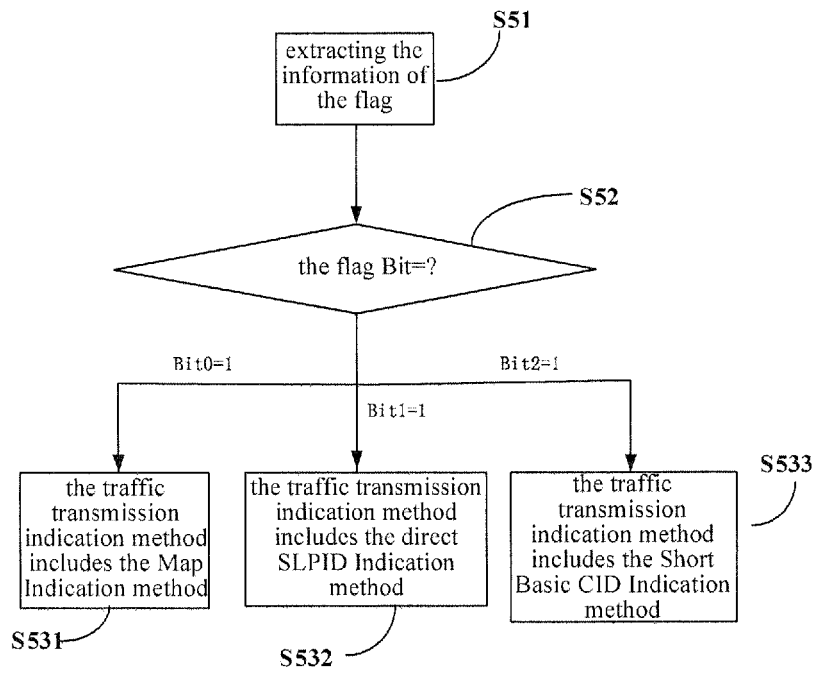 S51
extracting the
information of
the flag
S52
the flag Bit=?
Bit0=1
Bit2=1
Bit1=1
the traffic
transmission
indication method
includes the Map
Indication method
the traffic transmission
indication method
includes the direct
SLPID Indication
method
the traffic
transmission
indication method
includes the Short
Basic CID Indication
method
S533
S531
S532